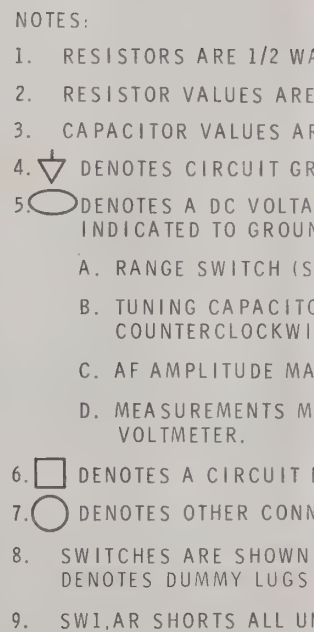 NOTES:
1. RESISTORS ARE 1/2 WA
2. RESISTOR VALUES ARE
3. CAPACITOR VALUES AR
4. DENOTES CIRCUIT GR
5. DENOTES A DC VOLTA
INDICATED TO GROUN
A. RANGE SWITCH (S
B. TUNING CAPACITO
COUNTERCLOCKWI
C. AF AMPLITUDE MA
D. MEASUREMENTS M
VOLTMETER.
6. DENOTES A CIRCUIT
7. DENOTES OTHER CONN
8. SWITCHES ARE SHOWN
DENOTES DUMMY LUGS
9. SW1,AR SHORTS ALL UN